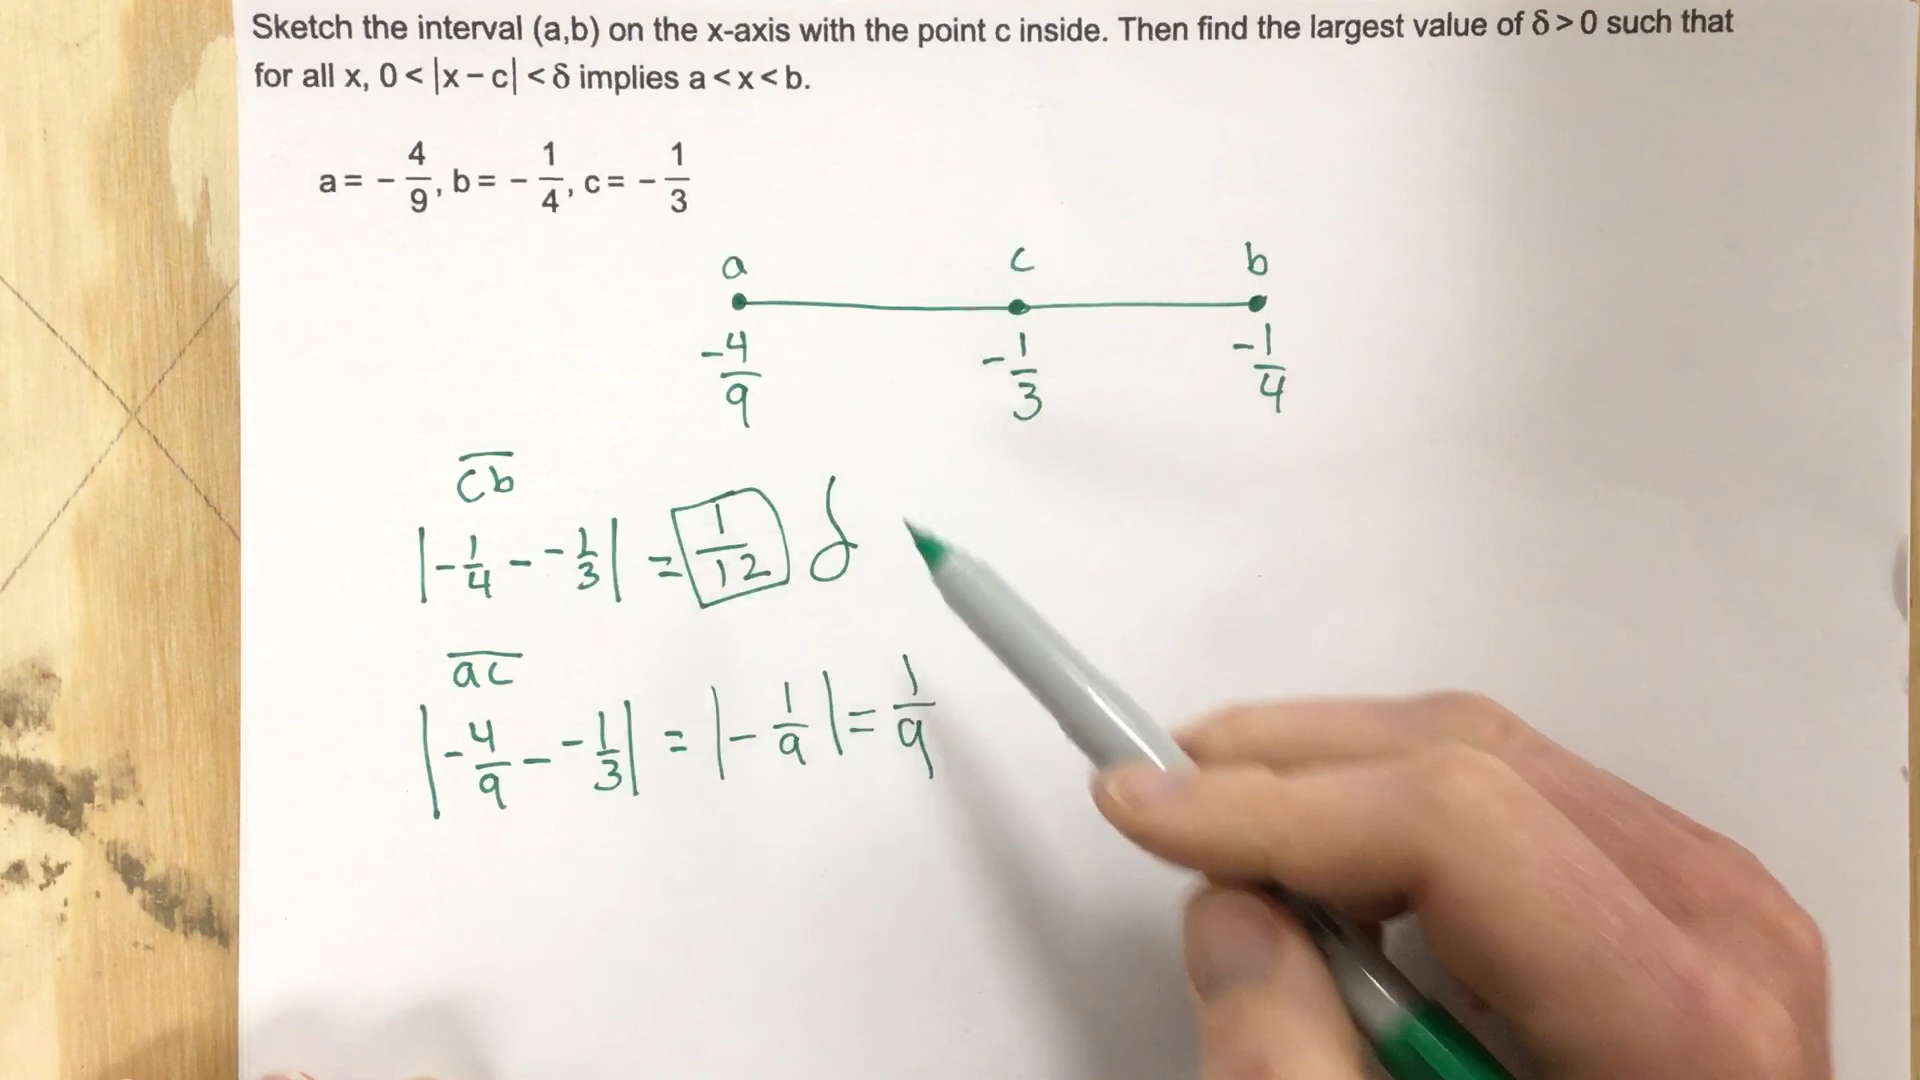 Sketch the interval (a,b) on the x-axis with the point c inside. Then find the largest value of δ > 0 such that
for all x, 0 < |x − c| < δ implies a < x < b.
a = − 4/9, b = − 1/4, c = − 1/3
a c b
-4/9 -1/3 -1/4
cb
|-1/4 - -1/3| = 1/12 δ
ac
|-4/9 - -1/3| = |-1/9| = 1/9